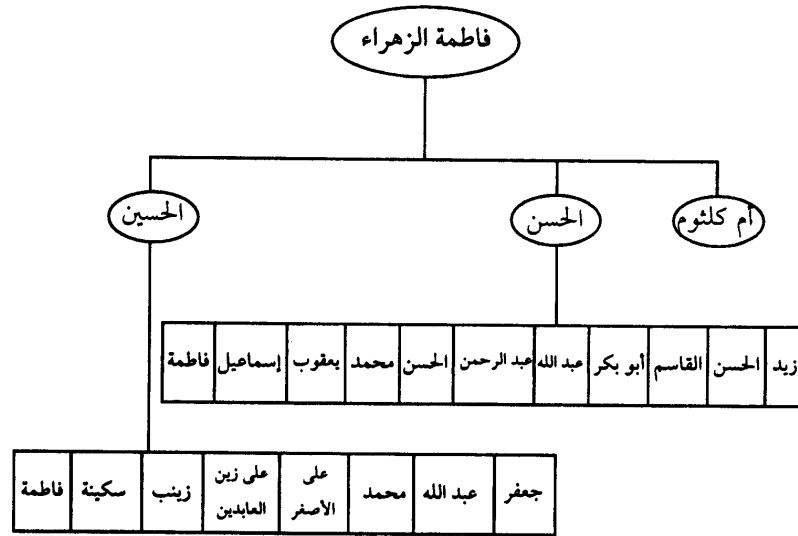 فاطمة الزهراء
أم كلثوم
الحسن
الحسين
زيد
الحسن
القاسم
أبو بكر
عبد الله
عبد الرحمن
الحسن
محمد
يعقوب
إسماعيل
فاطمة
جعفر
عبد الله
محمد
على
الأصغر
على زين
العابدين
زينب
سكينة
فاطمة